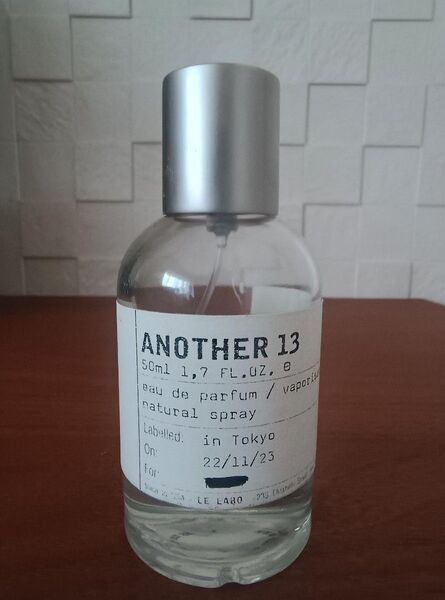 ANOTHER 13
50ml 1,7 FL.OZ. e
eau de parfum / vaporis
natural spray
Labelled: in Tokyo
On: 22/11/23
For:
LE LABO